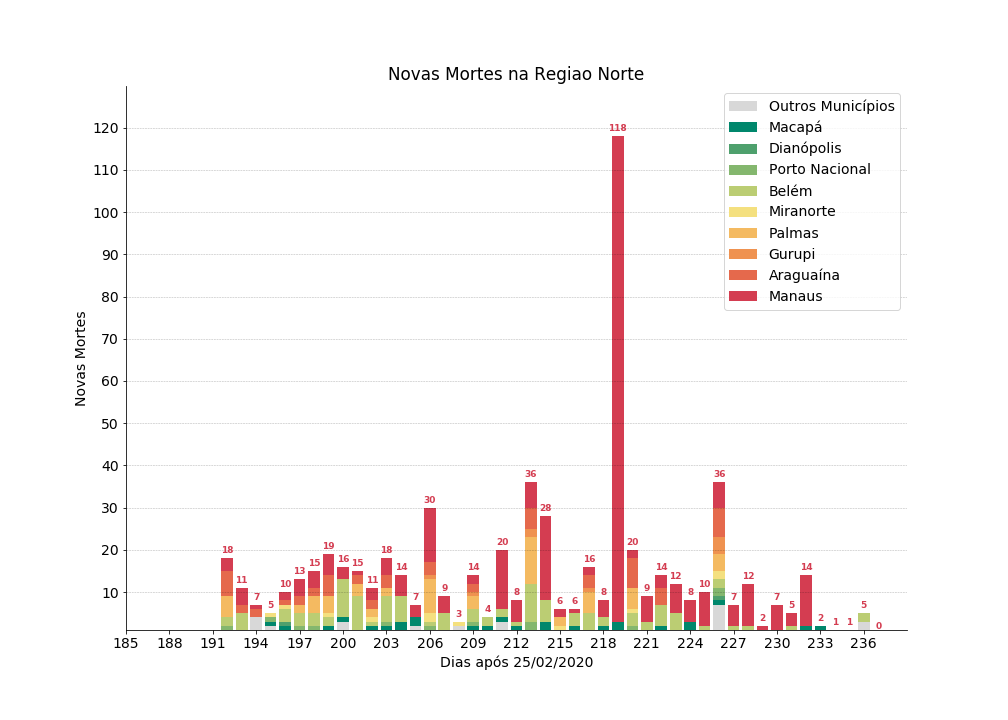 Novas Mortes na Regiao Norte
Outros Municípios
Macapá
Dianópolis
Porto Nacional
Belém
Miranorte
Palmas
Gurupi
Araguaína
Manaus
Novas Mortes
120
110
100
90
80
70
60
50
40
30
20
10
18 11 7 5 10 13 15 19 16 15 11 18 14 7 30 9 3 14 4 20 8 36 28 6 6 16 8 118 20 9 14 12 8 10 36 7 12 2 7 5 14 2 1 1 5 0
185 188 191 194 197 200 203 206 209 212 215 218 221 224 227 230 233 236
Dias após 25/02/2020